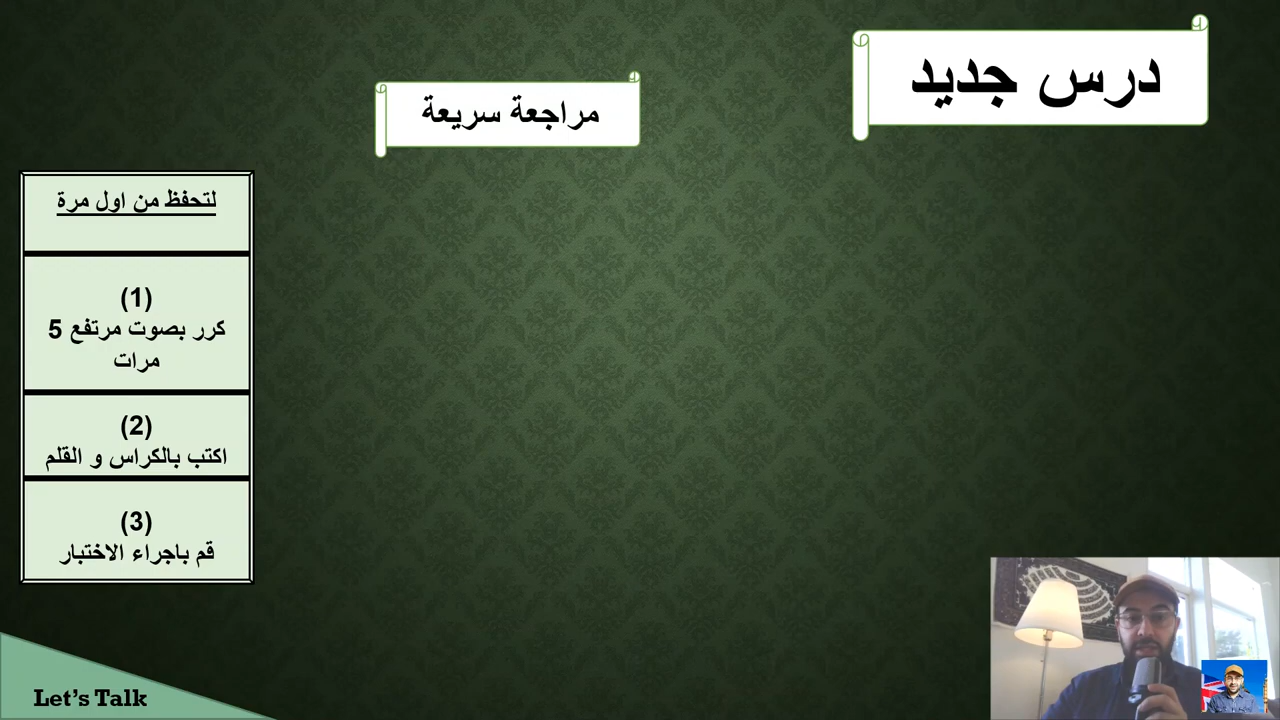 درس جديد
مراجعة سريعة
لتحفظ من اول مرة
(1)
كرر بصوت مرتفع 5
مرات
(2)
اكتب بالكراس و القلم
(3)
قم باجراء الاختبار
Let's Talk